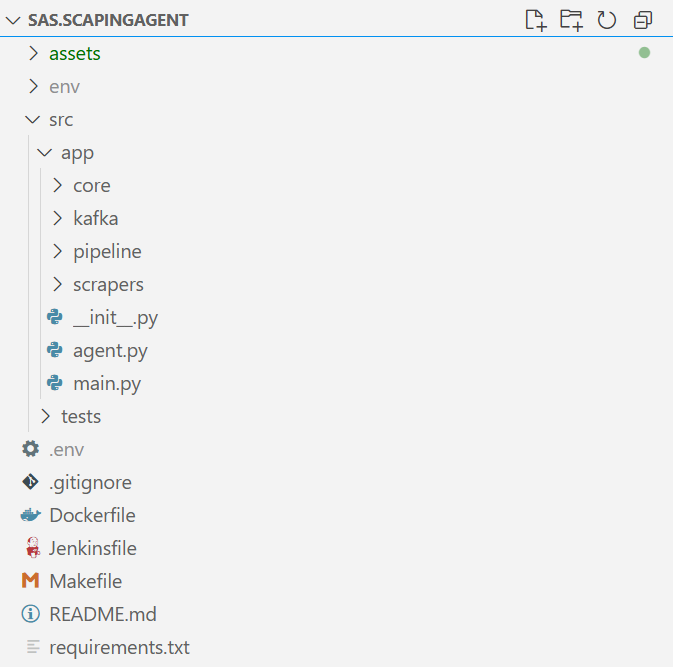 SAS.SCAPINGAGENT
assets
env
src
app
core
kafka
pipeline
scrapers
__init__.py
agent.py
main.py
tests
.env
.gitignore
Dockerfile
Jenkinsfile
Makefile
README.md
requirements.txt